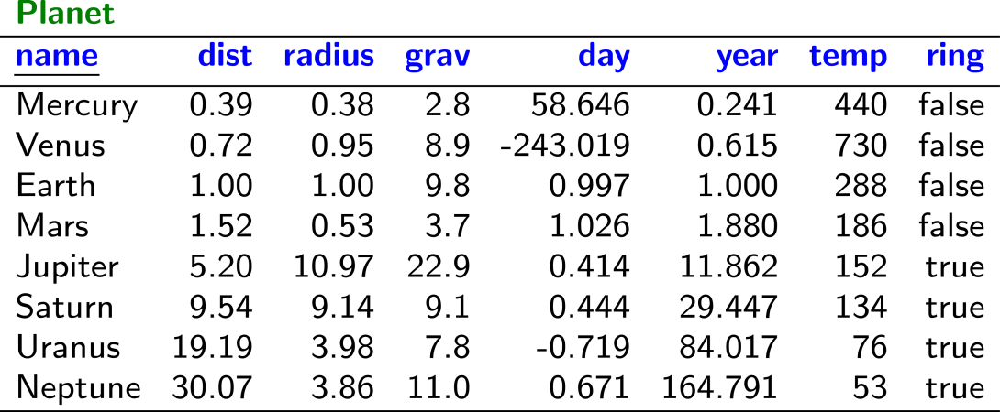 Planet
name dist radius grav day year temp ring
Mercury 0.39 0.38 2.8 58.646 0.241 440 false
Venus 0.72 0.95 8.9 -243.019 0.615 730 false
Earth 1.00 1.00 9.8 0.997 1.000 288 false
Mars 1.52 0.53 3.7 1.026 1.880 186 false
Jupiter 5.20 10.97 22.9 0.414 11.862 152 true
Saturn 9.54 9.14 9.1 0.444 29.447 134 true
Uranus 19.19 3.98 7.8 -0.719 84.017 76 true
Neptune 30.07 3.86 11.0 0.671 164.791 53 true